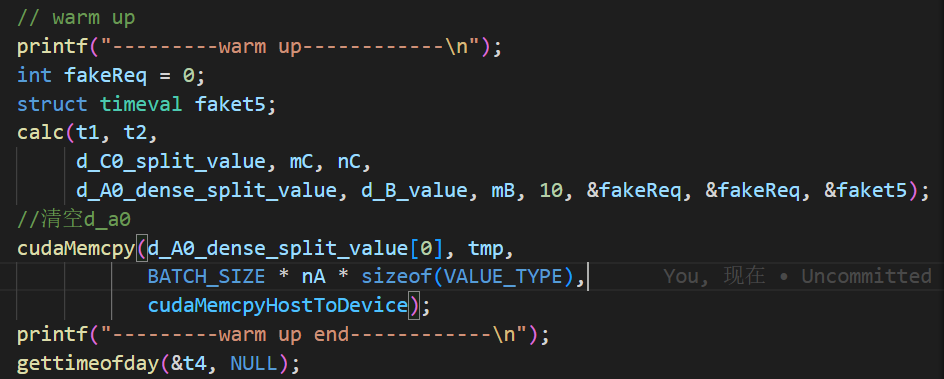 // warm up
printf("---------warm up------------\n");
int fakeReq = 0;
struct timeval faket5;
calc(t1, t2,
d_C0_split_value, mC, nC,
d_A0_dense_split_value, d_B_value, mB, 10, &fakeReq, &fakeReq, &faket5);
//清空d_a0
cudaMemcpy(d_A0_dense_split_value[0], tmp,
BATCH_SIZE * nA * sizeof(VALUE_TYPE), You, 现在 • Uncommitted
cudaMemcpyHostToDevice);
printf("---------warm up end------------\n");
gettimeofday(&t4, NULL);